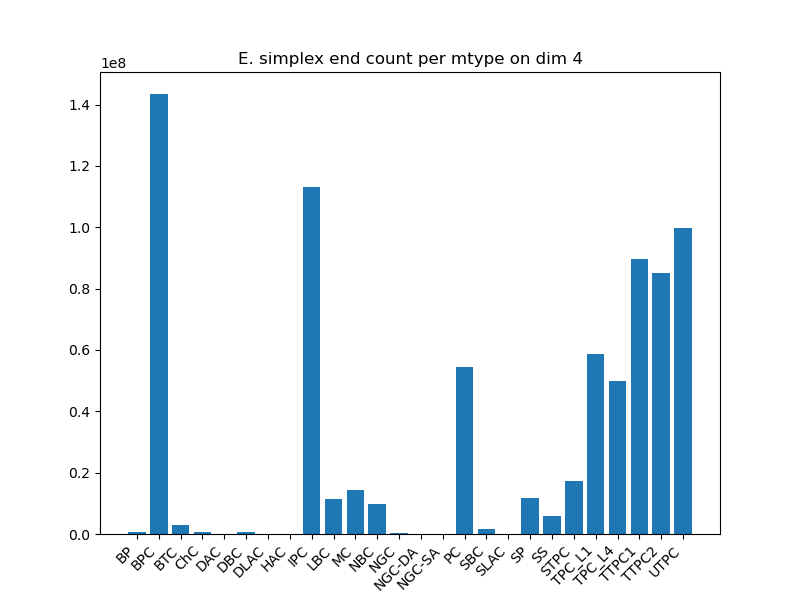 E. simplex end count per mtype on dim 4
1e8
1.4
1.2
1.0
0.8
0.6
0.4
0.2
0.0
BP
BPC
BTC
ChC
DAC
DBC
DLAC
HAC
IPC
LBC
MC
NBC
NGC
NGC-DA
NGC-SA
PC
SBC
SLAC
SP
SS
STPC
TPC_L1
TPC_L4
TTPC1
TTPC2
UTPC